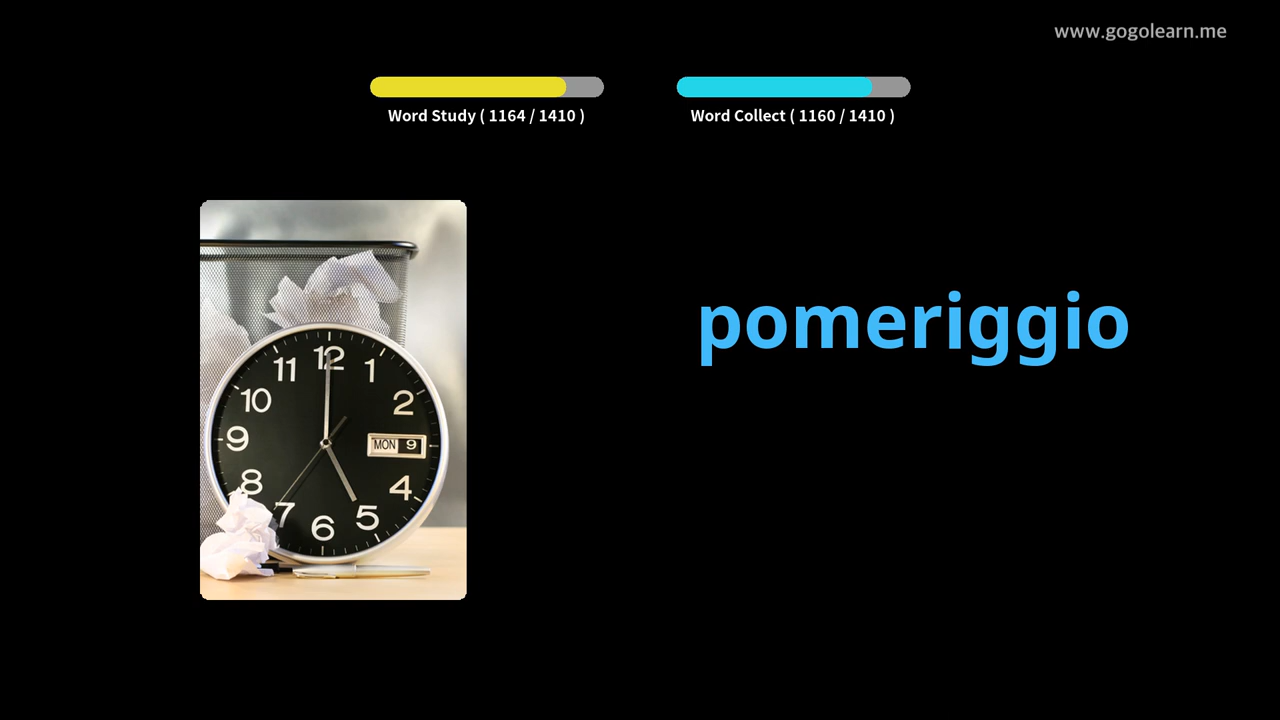 www.gogolearn.me
Word Study ( 1164 / 1410 )
Word Collect ( 1160 / 1410 )
pomeriggio
12
11
1
10
2
9
MON 9
8
4
7
5
6